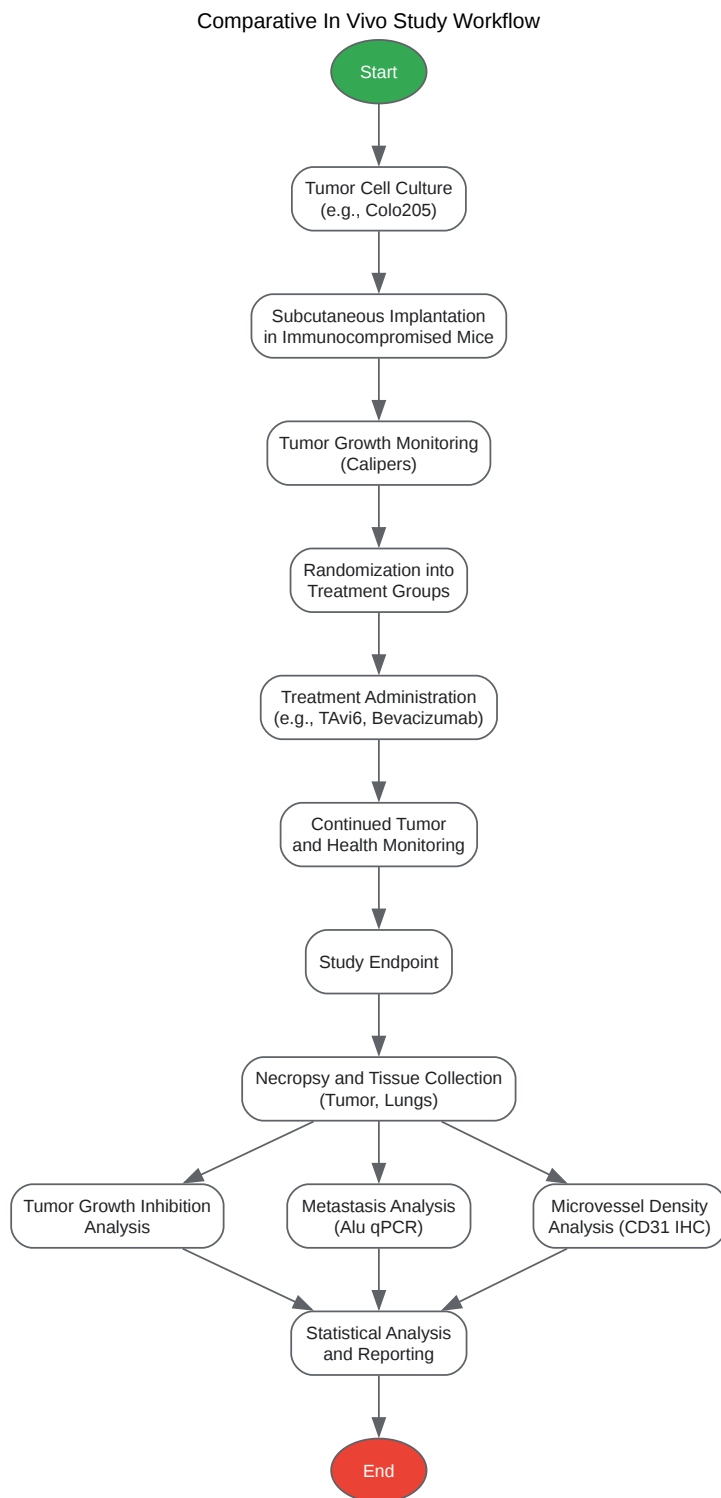 Comparative In Vivo Study Workflow
Start
Tumor Cell Culture
(e.g., Colo205)
Subcutaneous Implantation
in Immunocompromised Mice
Tumor Growth Monitoring
(Calipers)
Randomization into
Treatment Groups
Treatment Administration
(e.g., TAvi6, Bevacizumab)
Continued Tumor
and Health Monitoring
Study Endpoint
Necropsy and Tissue Collection
(Tumor, Lungs)
Tumor Growth Inhibition
Analysis
Metastasis Analysis
(Alu qPCR)
Microvessel Density
Analysis (CD31 IHC)
Statistical Analysis
and Reporting
End